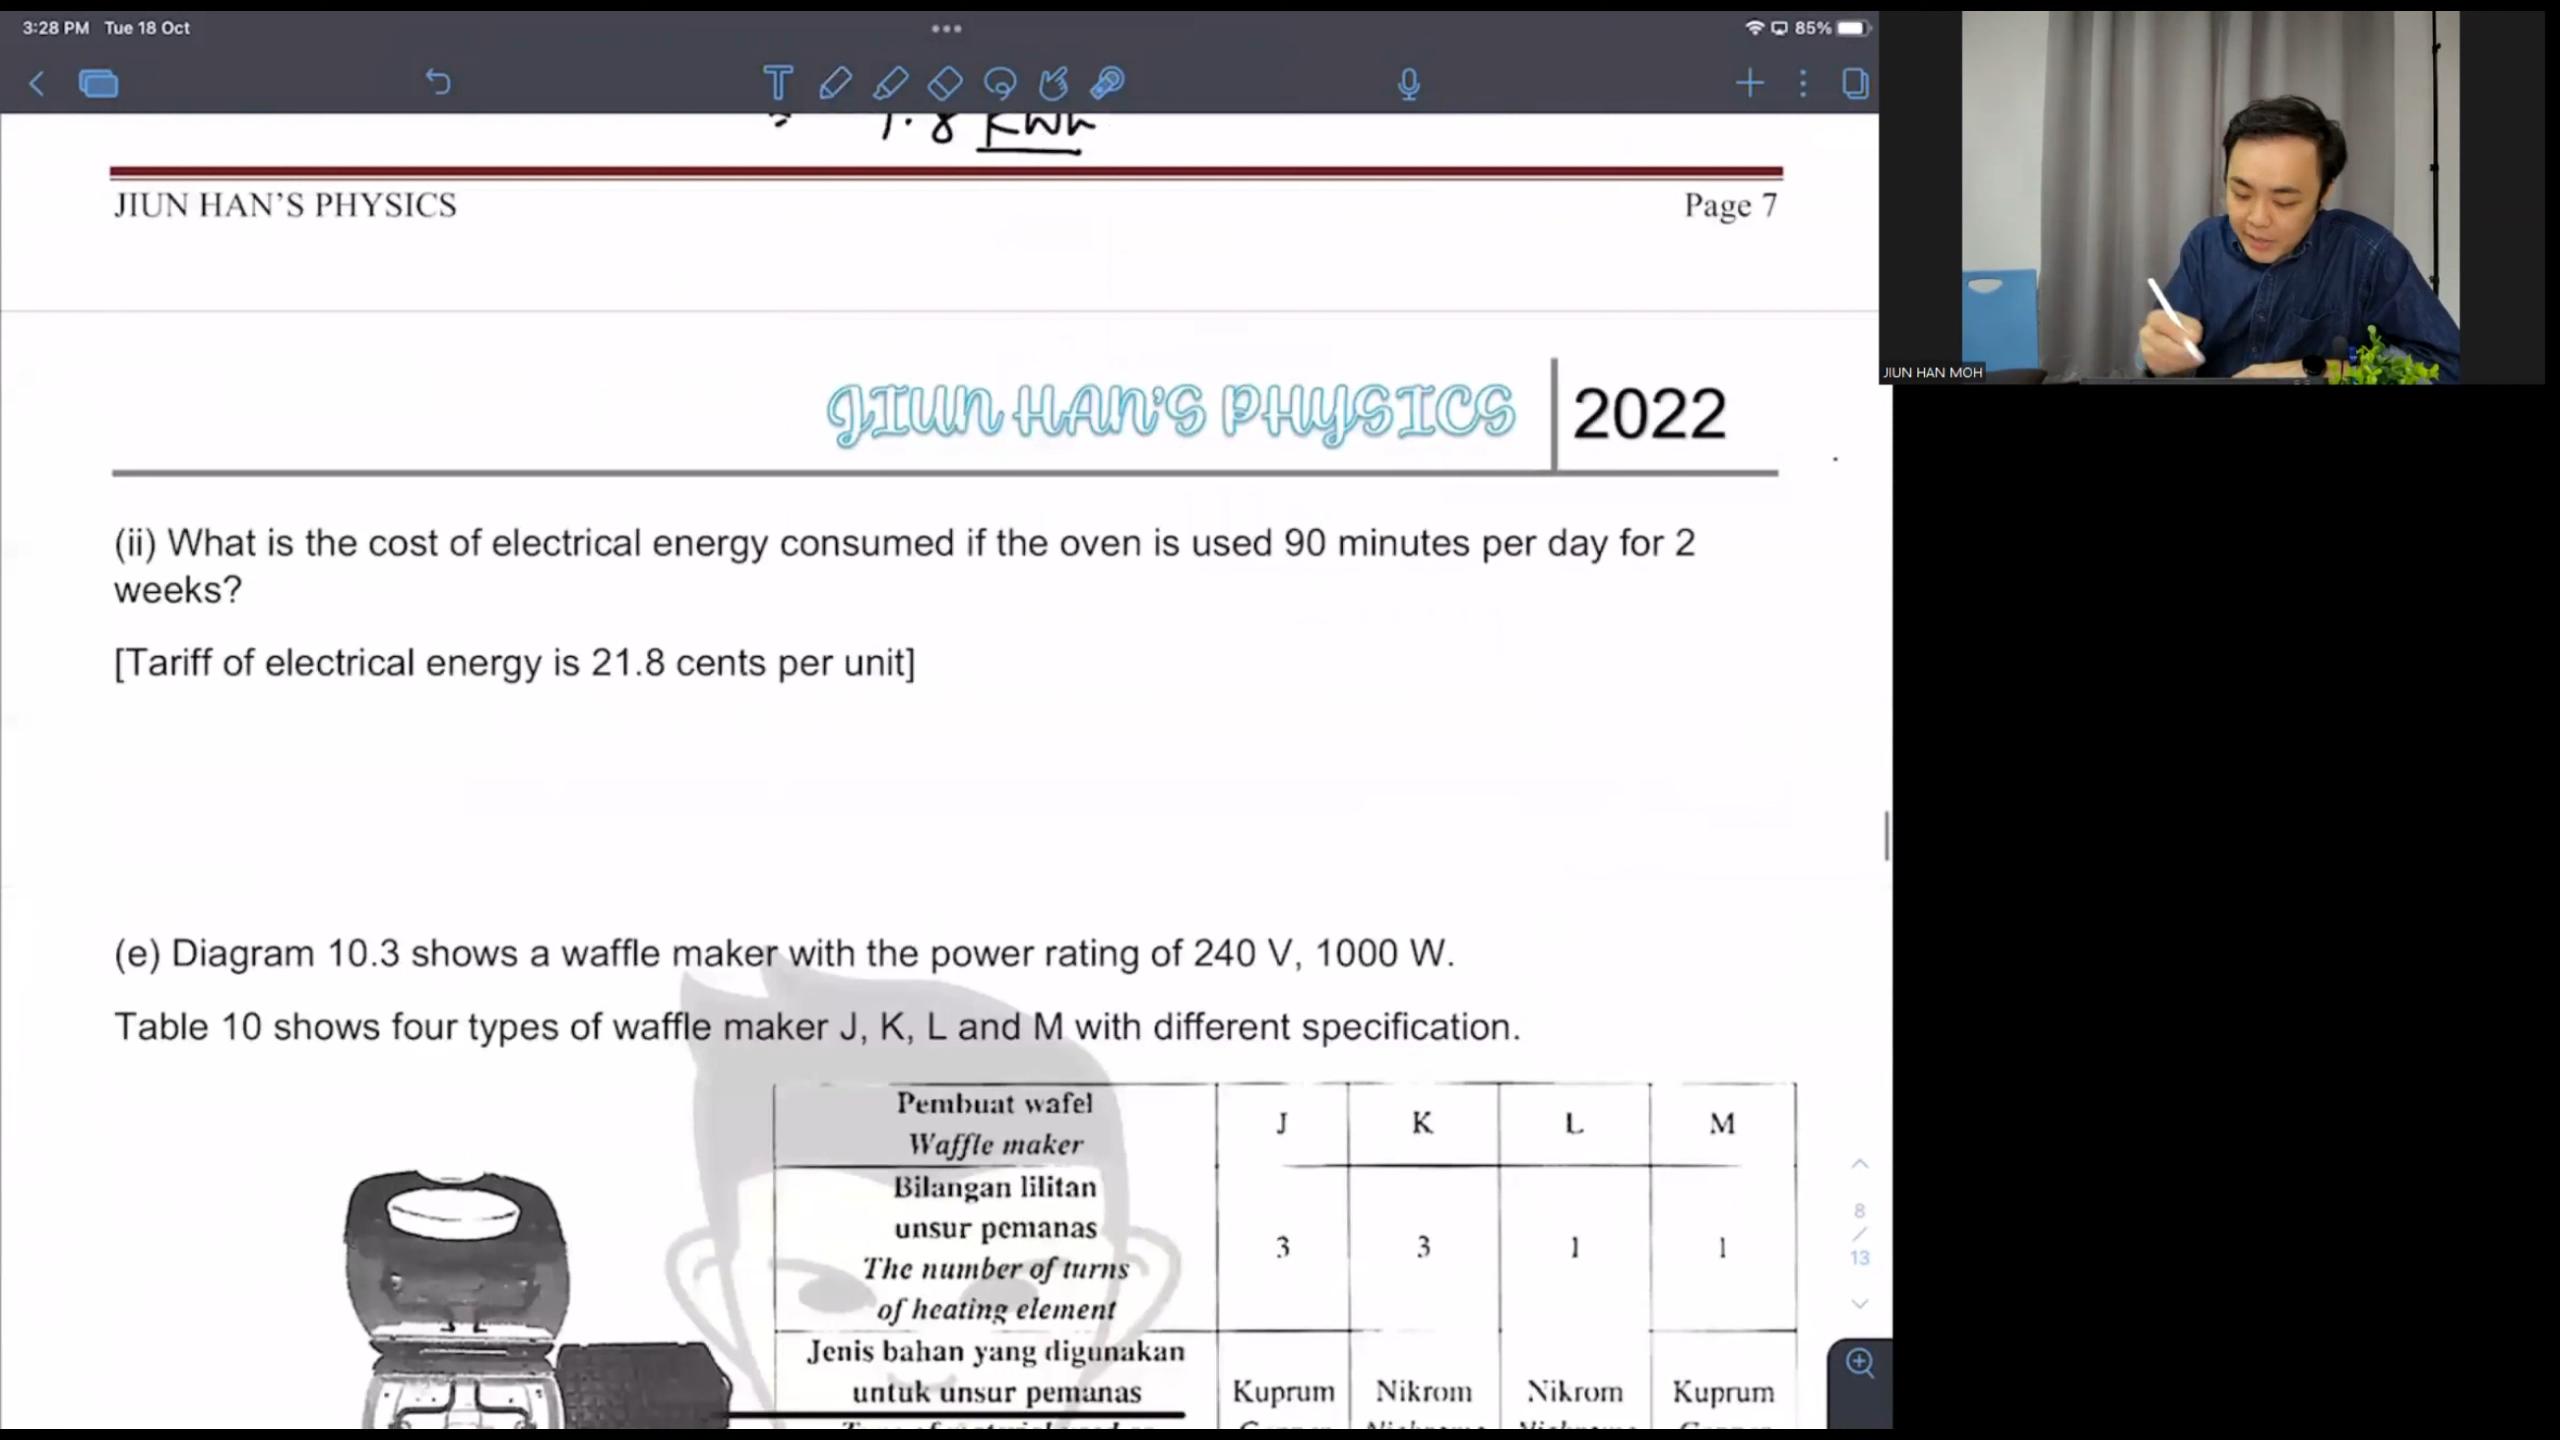 3:28 PM Tue 18 Oct
85%
1.8 kWh
JIUN HAN'S PHYSICS Page 7
JIUN HAN'S PHYSICS 2022
(ii) What is the cost of electrical energy consumed if the oven is used 90 minutes per day for 2
weeks?
[Tariff of electrical energy is 21.8 cents per unit]
(e) Diagram 10.3 shows a waffle maker with the power rating of 240 V, 1000 W.
Table 10 shows four types of waffle maker J, K, L and M with different specification.
Pembuat wafel
Waffle maker
J K L M
Bilangan lilitan
unsur pemanas
The number of turns
of heating element
3 3 1 1
Jenis bahan yang digunakan
untuk unsur pemanas
Kuprum Nikrom Nikrom Kuprum
8
/
13
JIUN HAN MOH